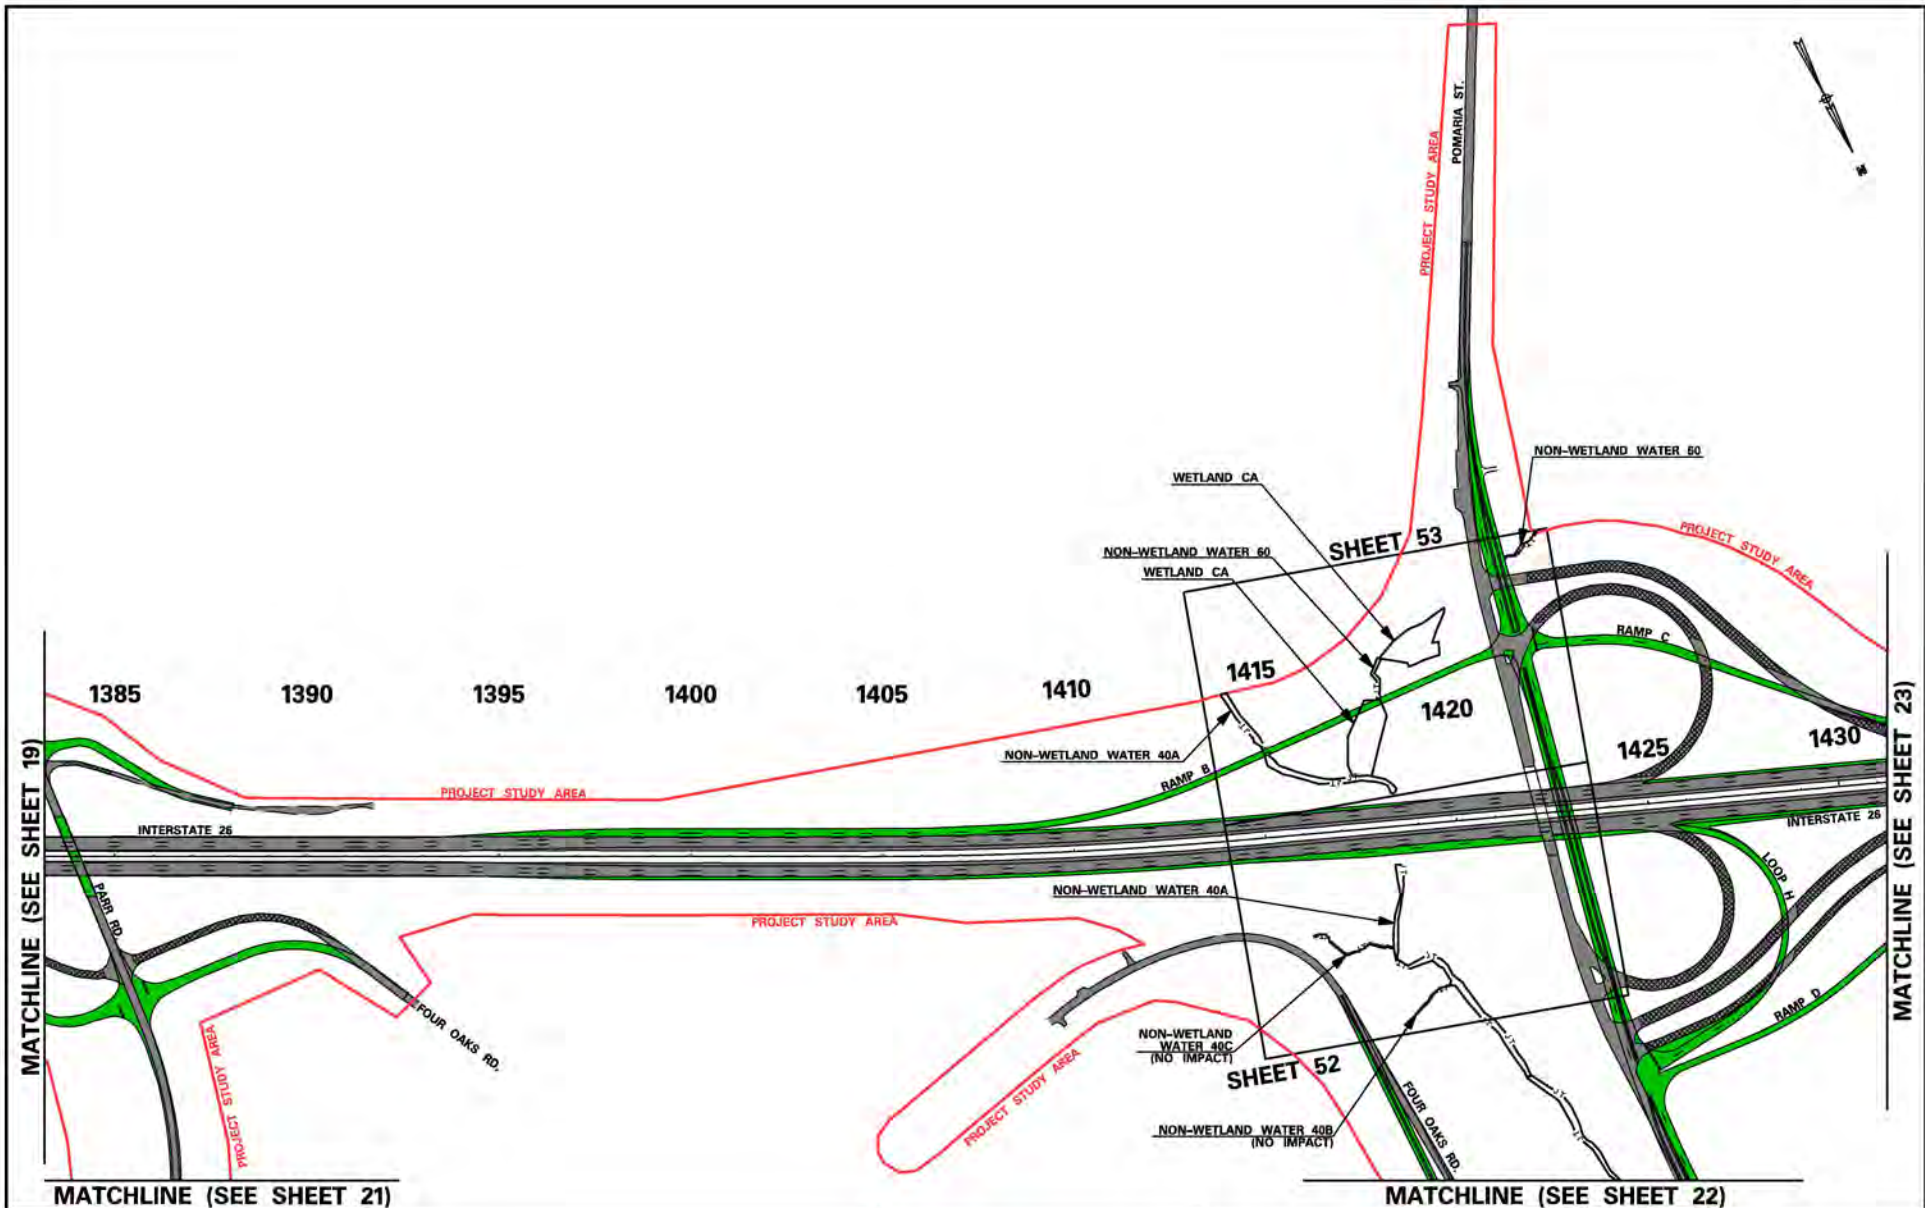 POMARIA ST.
PROJECT STUDY AREA
N
NON-WETLAND WATER 60
WETLAND CA
SHEET 53
NON-WETLAND WATER 60
WETLAND CA
PROJECT STUDY AREA
RAMP C
1385
1390
1395
1400
1405
1410
1415
1420
1425
1430
NON-WETLAND WATER 40A
RAMP B
PROJECT STUDY AREA
INTERSTATE 26
INTERSTATE 26
MATCHLINE (SEE SHEET 19)
MATCHLINE (SEE SHEET 23)
PARR RD.
NON-WETLAND WATER 40A
PROJECT STUDY AREA
LOOP H
RAMP D
FOUR OAKS RD.
PROJECT STUDY AREA
PROJECT STUDY AREA
NON-WETLAND
WATER 40C
(NO IMPACT)
SHEET 52
FOUR OAKS RD.
NON-WETLAND WATER 40B
(NO IMPACT)
MATCHLINE (SEE SHEET 21)
MATCHLINE (SEE SHEET 22)